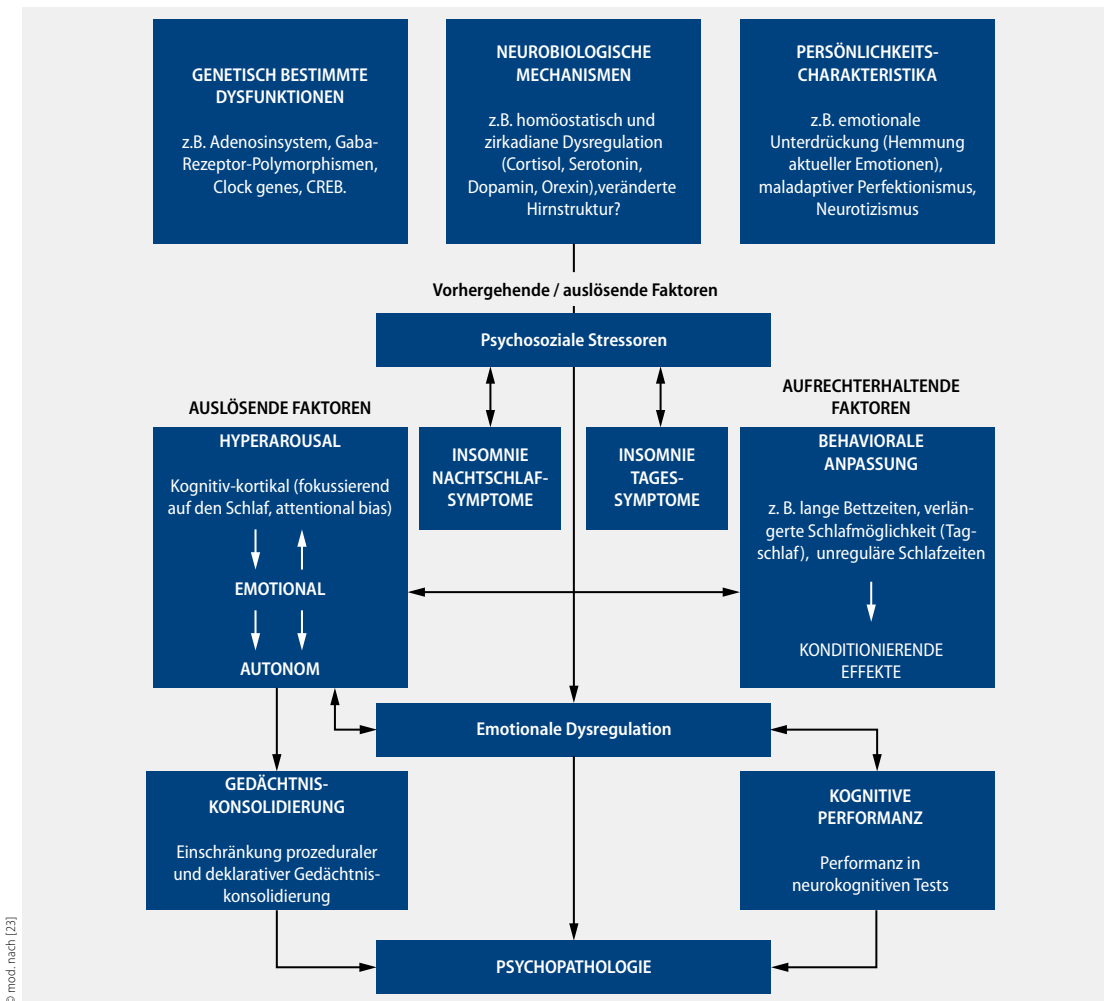 GENETISCH BESTIMMTE
DYSFUNKTIONEN
z.B. Adenosinsystem, Gaba-
Rezeptor-Polymorphismen,
Clock genes, CREB.
NEUROBIOLOGISCHE
MECHANISMEN
z.B. homöostatisch und
zirkadiane Dysregulation
(Cortisol, Serotonin,
Dopamin, Orexin),veränderte
Hirnstruktur?
PERSÖNLICHKEITS-
CHARAKTERISTIKA
z.B. emotionale
Unterdrückung (Hemmung
aktueller Emotionen),
maladaptiver Perfektionismus,
Neurotizismus
Vorhergehende / auslösende Faktoren
Psychosoziale Stressoren
AUSLÖSENDE FAKTOREN
HYPERAROUSAL
Kognitiv-kortikal (fokussierend
auf den Schlaf, attentional bias)
EMOTIONAL
AUTONOM
INSOMNIE
NACHTSCHLAF-
SYMPTOME
INSOMNIE
TAGES-
SYMPTOME
AUFRECHTERHALTENDE
FAKTOREN
BEHAVIORALE
ANPASSUNG
z. B. lange Bettzeiten, verlän-
gerte Schlafmöglichkeit (Tag-
schlaf), unreguläre Schlafzeiten
KONDITIONIERENDE
EFFEKTE
Emotionale Dysregulation
GEDÄCHTNIS-
KONSOLIDIERUNG
Einschränkung prozeduraler
und deklarativer Gedächtnis-
konsolidierung
KOGNITIVE
PERFORMANZ
Performanz in
neurokognitiven Tests
PSYCHOPATHOLOGIE
© mod. nach [23]